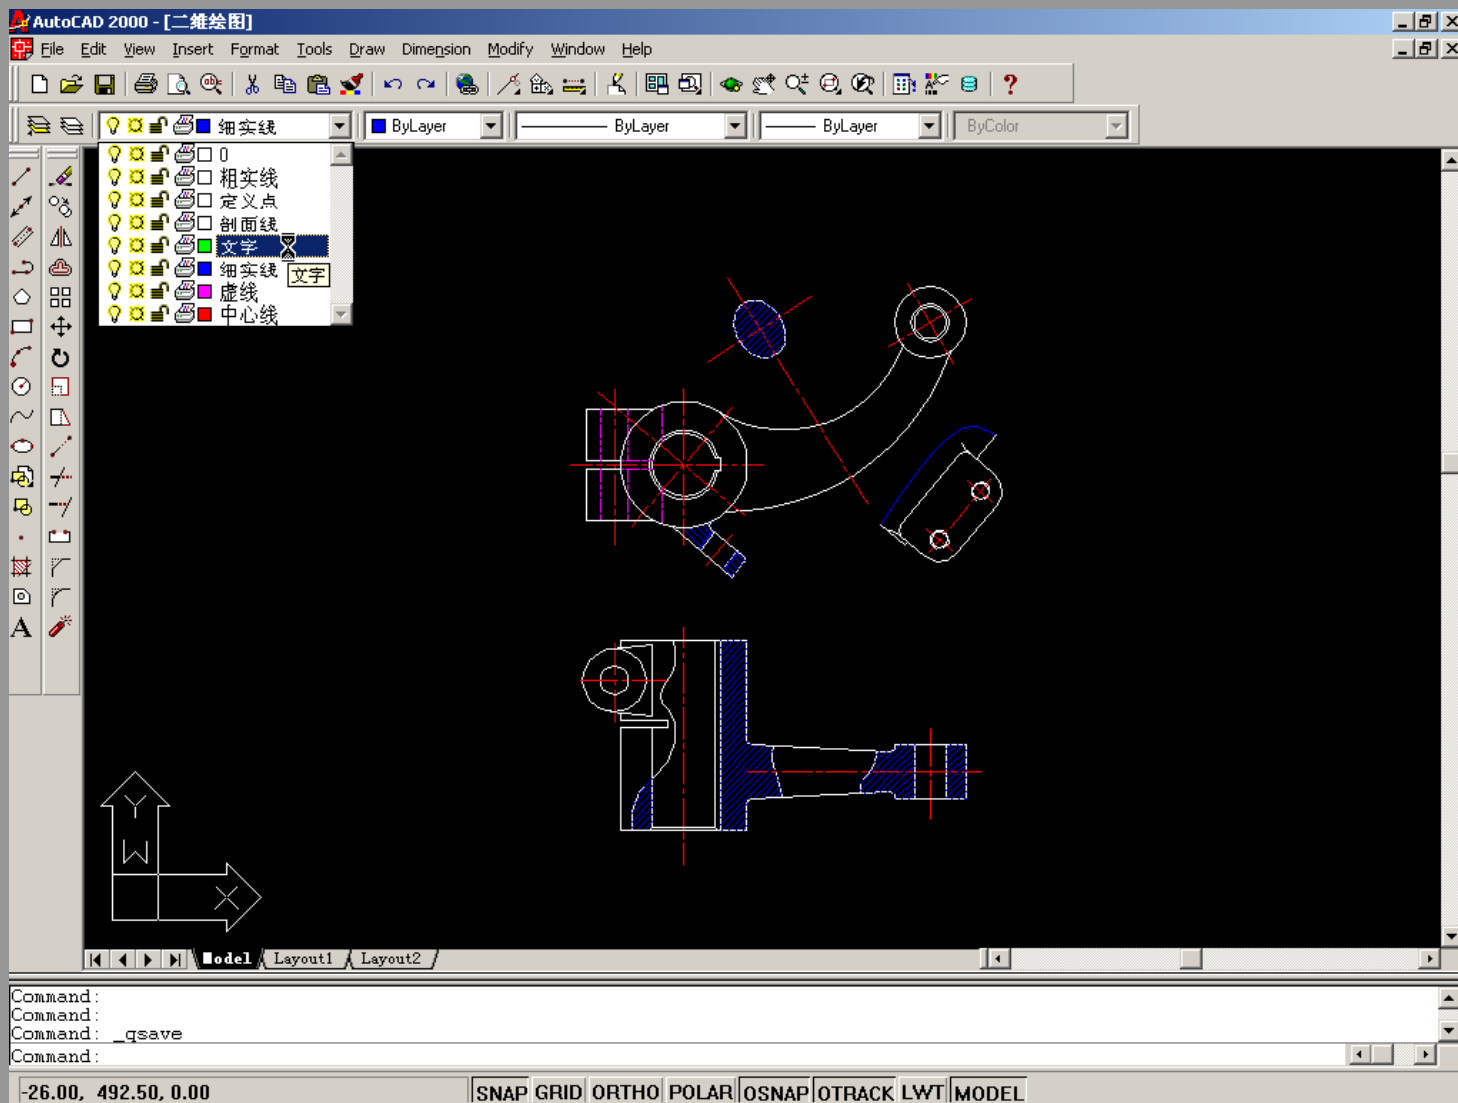 AutoCAD 2000 - [二维绘图]
File Edit View Insert Format Tools Draw Dimension Modify Window Help
细实线 ByLayer ByLayer ByLayer ByColor
0
粗实线
定义点
剖面线
文字
细实线
文字
虚线
中心线
A
Y
W
X
Model Layout1 Layout2
Command:
Command:
Command: _qsave
Command:
-26.00, 492.50, 0.00 SNAP GRID ORTHO POLAR OSNAP OTRACK LWT MODEL